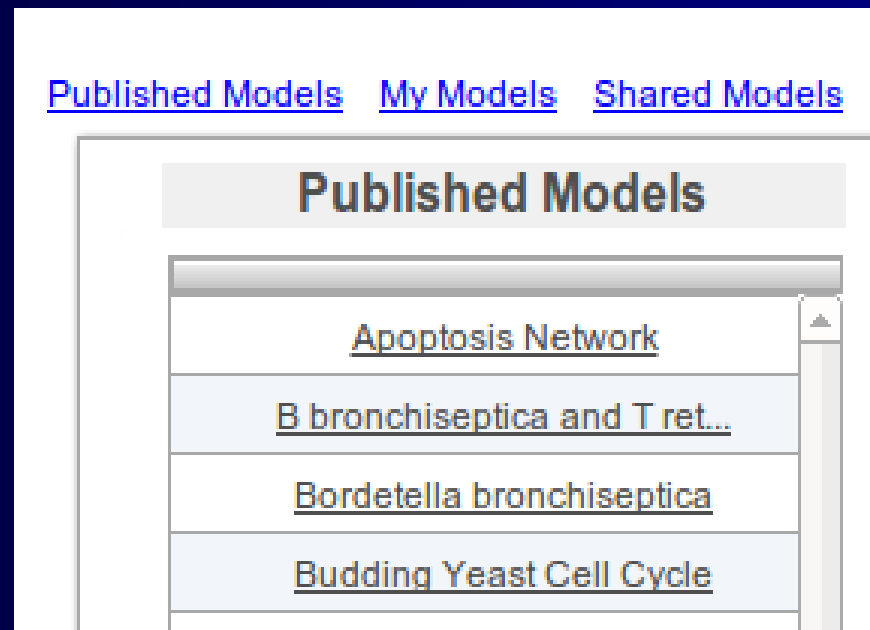 Published Models My Models Shared Models
Published Models
Apoptosis Network
B bronchiseptica and T ret...
Bordetella bronchiseptica
Budding Yeast Cell Cycle